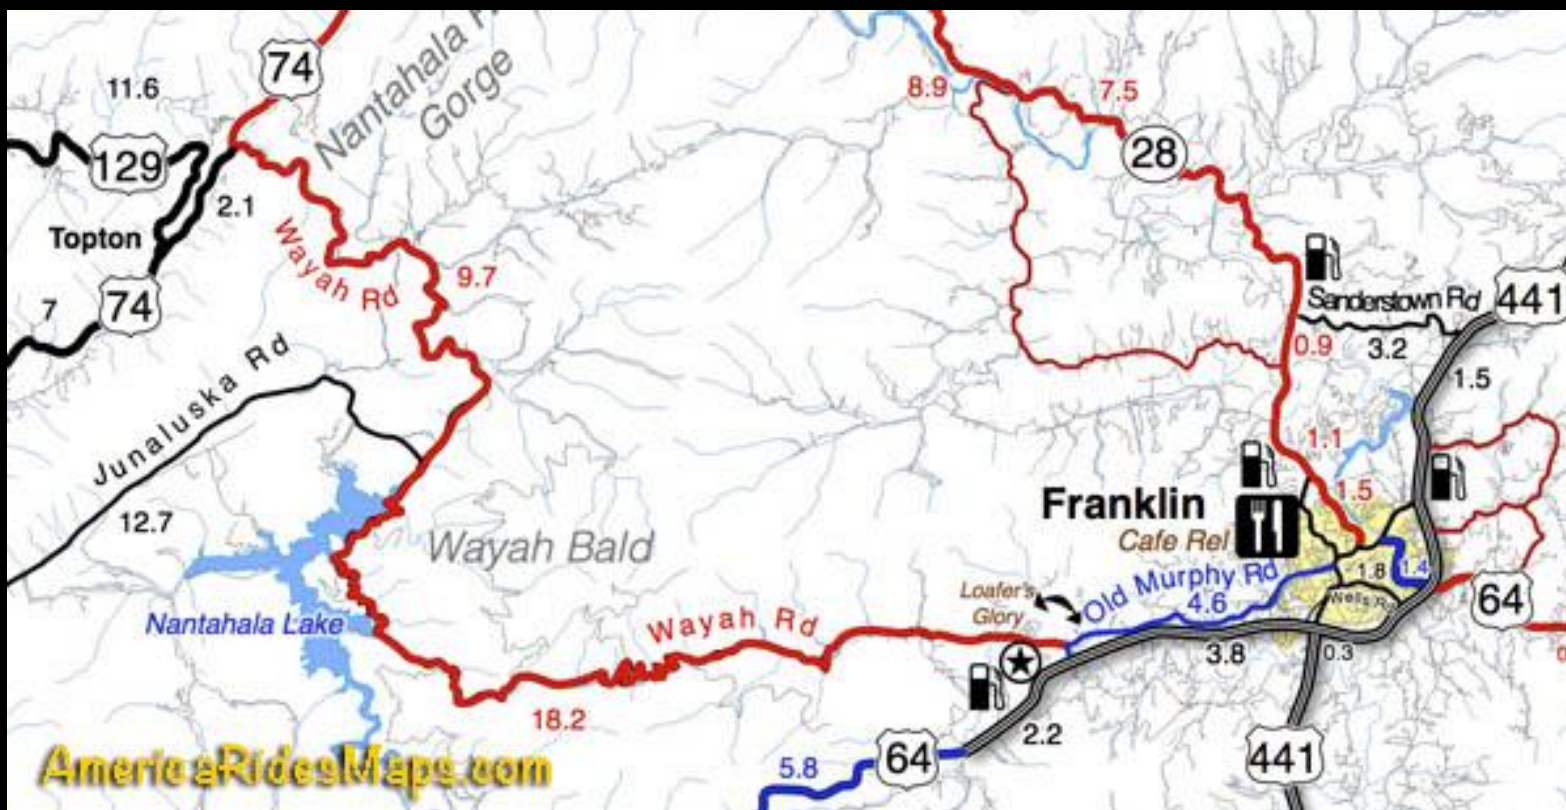 74
11.6
Nantahala
Gorge
129
2.1
Topton
74
7
Wayah Rd
9.7
Junaluska Rd
12.7
8.9
7.5
28
Sanderstown Rd
441
0.9
3.2
1.5
1.1
1.5
Franklin
Cafe Rel
Wayah Bald
Nantahala Lake
Loafer's
Glory
Old Murphy Rd
4.6
1.8
1.4
Wells Rd
64
Wayah Rd
3.8
0.3
18.2
2.2
64
5.8
441
AmericaRidesMaps.com